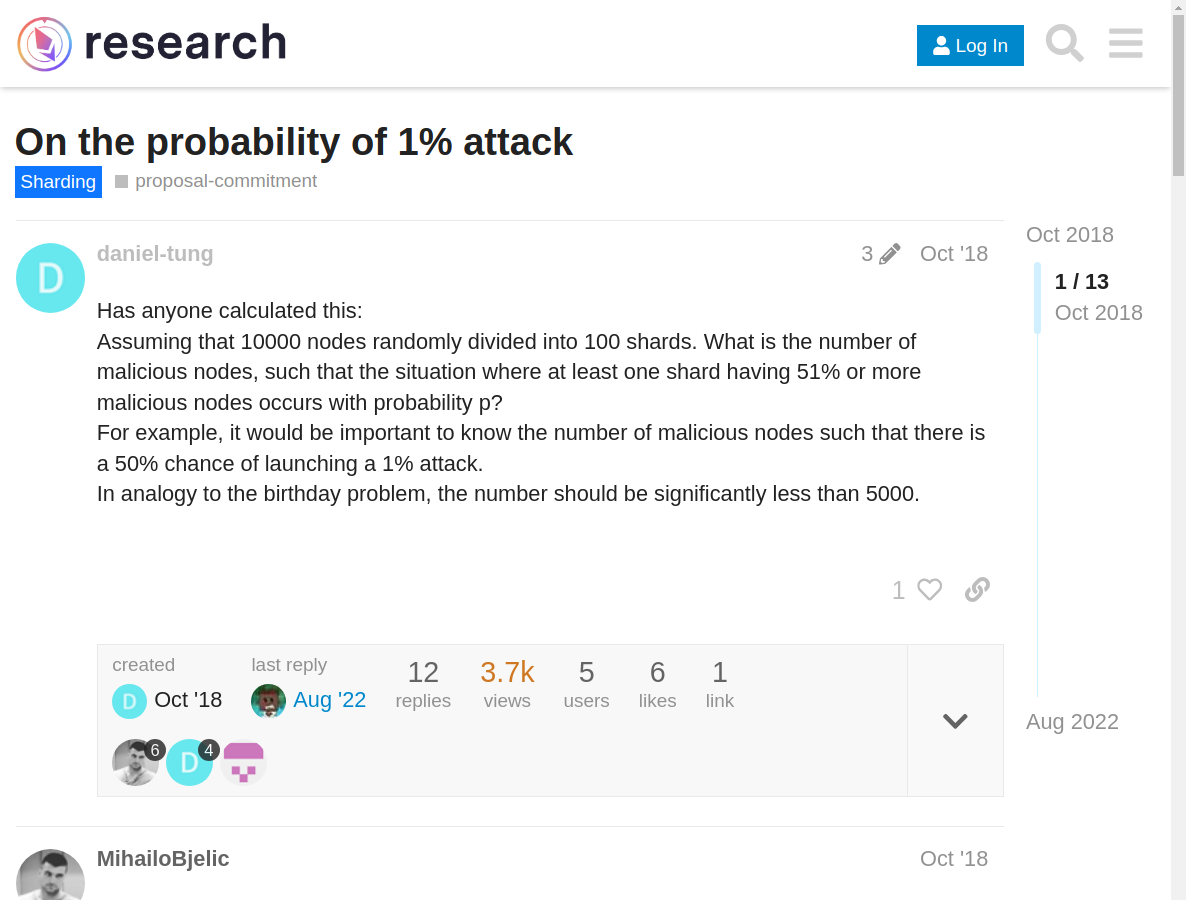 research
Log In
On the probability of 1% attack
Sharding
proposal-commitment
daniel-tung
3
Oct '18
D
Has anyone calculated this:
Assuming that 10000 nodes randomly divided into 100 shards. What is the number of
malicious nodes, such that the situation where at least one shard having 51% or more
malicious nodes occurs with probability p?
For example, it would be important to know the number of malicious nodes such that there is
a 50% chance of launching a 1% attack.
In analogy to the birthday problem, the number should be significantly less than 5000.
1
Oct 2018
1 / 13
Oct 2018
Aug 2022
created
D
Oct '18
last reply
Aug '22
12
replies
3.7k
views
5
users
6
likes
1
link
6
D
4
MihailoBjelic
Oct '18